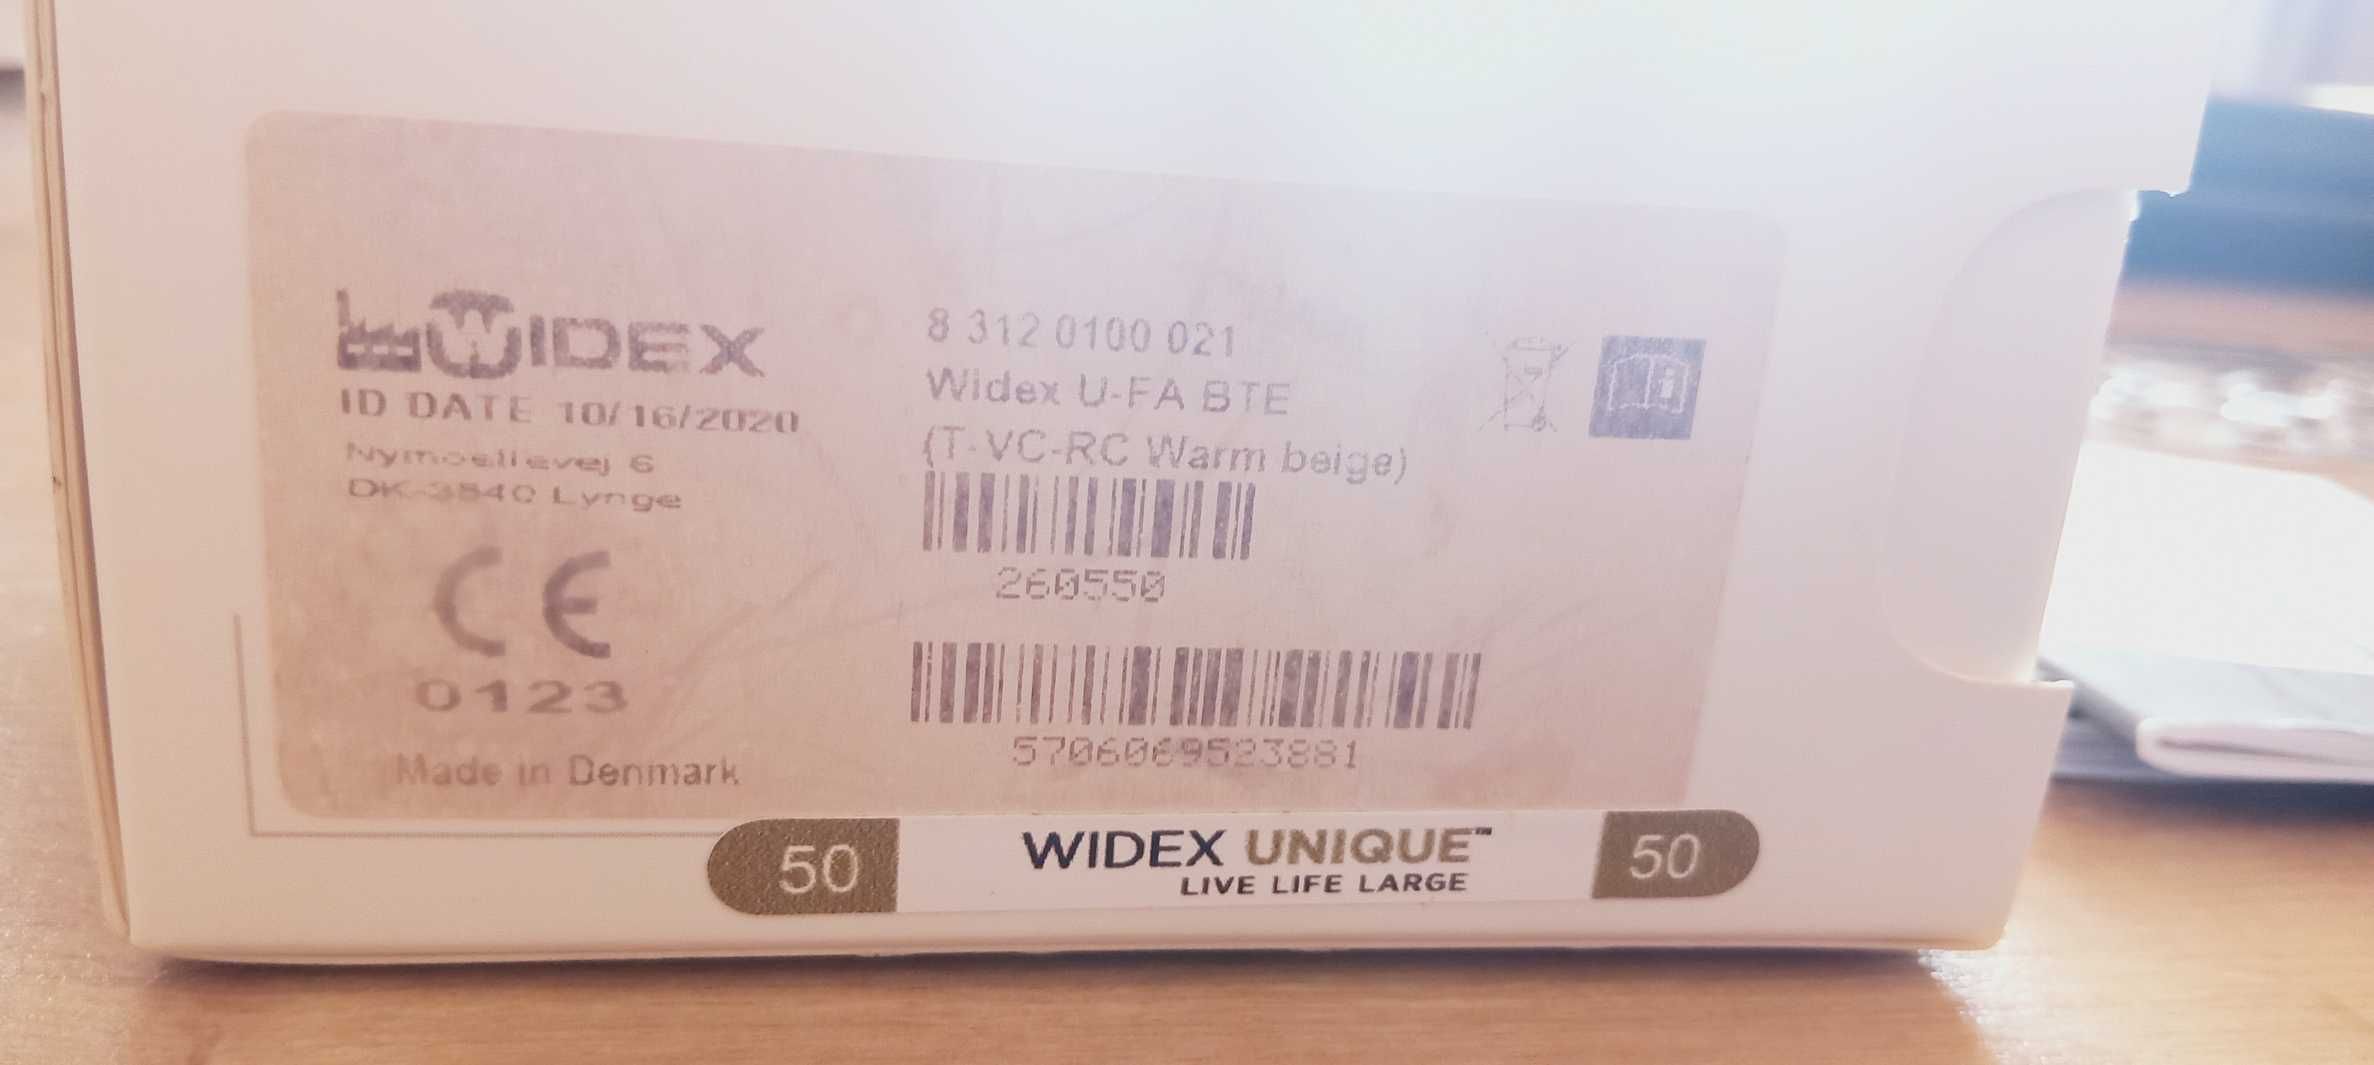 WIDEX
ID DATE 10/16/2020
Nymoellevej 6
DK-3540 Lynge
CE
0123
Made in Denmark
8 312 0100 021
Widex U-FA BTE
(T-VC-RC Warm beige)
260550
5706069523881
50 WIDEX UNIQUE™ 50
LIVE LIFE LARGE